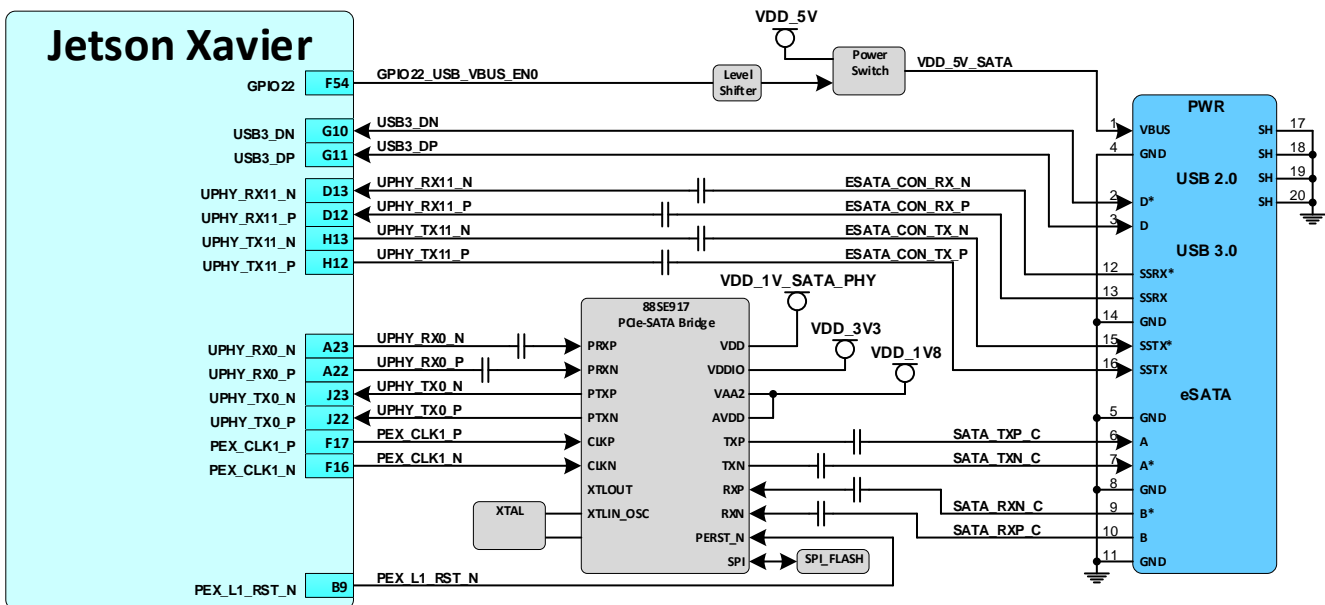 Jetson Xavier
GPIO22 F54 GPIO22_USB_VBUS_EN0
Level
Shifter
VDD_5V
Power
Switch
VDD_5V_SATA
USB3_DN G10 USB3_DN
USB3_DP G11 USB3_DP
UPHY_RX11_N D13 UPHY_RX11_N ESATA_CON_RX_N
UPHY_RX11_P D12 UPHY_RX11_P ESATA_CON_RX_P
UPHY_TX11_N H13 UPHY_TX11_N ESATA_CON_TX_N
UPHY_TX11_P H12 UPHY_TX11_P ESATA_CON_TX_P
UPHY_RX0_N A23 UPHY_RX0_N
UPHY_RX0_P A22 UPHY_RX0_P
UPHY_TX0_N J23 UPHY_TX0_N
UPHY_TX0_P J22 UPHY_TX0_P
PEX_CLK1_P F17 PEX_CLK1_P
PEX_CLK1_N F16 PEX_CLK1_N
PEX_L1_RST_N B9 PEX_L1_RST_N
88SE917
PCIe-SATA Bridge
PRXP VDD
PRXN VDDIO
PTXP VAA2
PTXN AVDD
CLKP TXP
CLKN TXN
XTLOUT RXP
XTLIN_OSC RXN
PERST_N
SPI
XTAL
SPI_FLASH
VDD_1V_SATA_PHY
VDD_3V3
VDD_1V8
SATA_TXP_C
SATA_TXN_C
SATA_RXN_C
SATA_RXP_C
PWR
1 VBUS SH 17
4 GND SH 18
USB 2.0 SH 19
2 D* SH 20
3 D
USB 3.0
12 SSRX*
13 SSRX
14 GND
15 SSTX*
16 SSTX
eSATA
5 GND
6 A
7 A*
8 GND
9 B*
10 B
11 GND